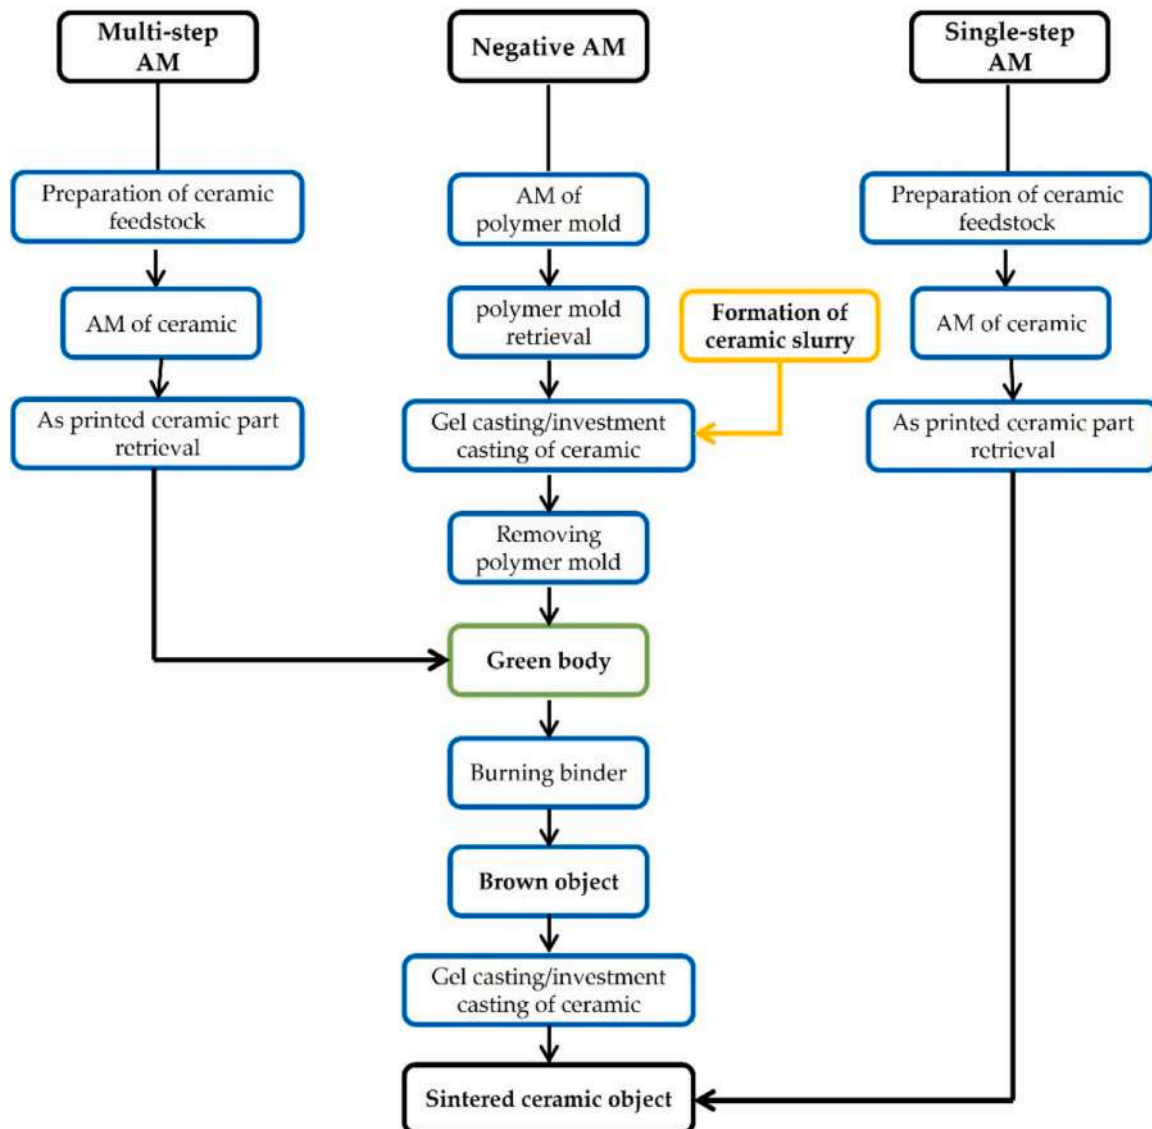 Multi-step
AM
Negative AM
Single-step
AM
Preparation of ceramic
feedstock
AM of
polymer mold
Preparation of ceramic
feedstock
AM of ceramic
polymer mold
retrieval
Formation of
ceramic slurry
AM of ceramic
As printed ceramic part
retrieval
Gel casting/investment
casting of ceramic
As printed ceramic part
retrieval
Removing
polymer mold
Green body
Burning binder
Brown object
Gel casting/investment
casting of ceramic
Sintered ceramic object